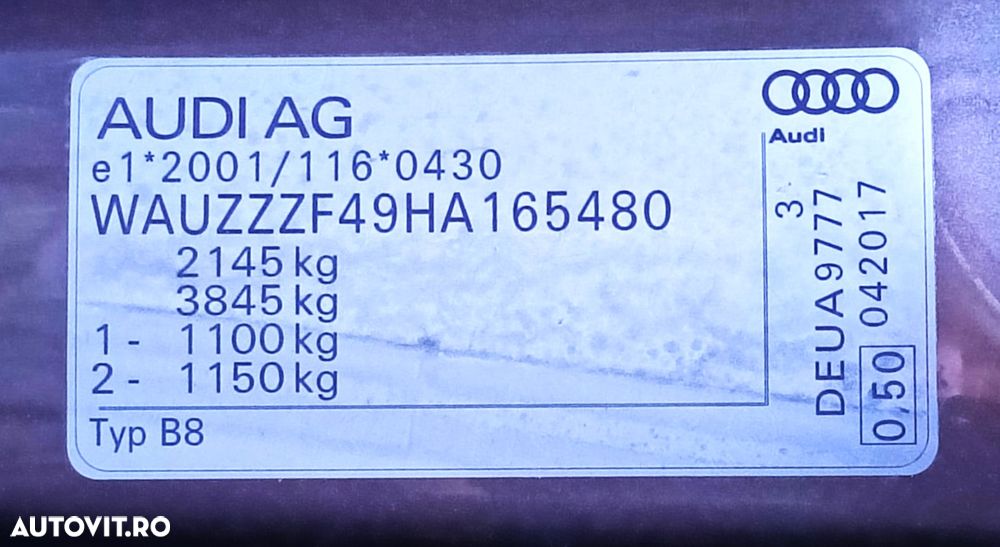 AUDI AG
e1*2001/116*0430
WAUZZZF49HA165480
2145 kg
3845 kg
1 - 1100 kg
2 - 1150 kg
Typ B8
Audi
3.
DEUA9777
0,50 042017
AUTOVIT.RO